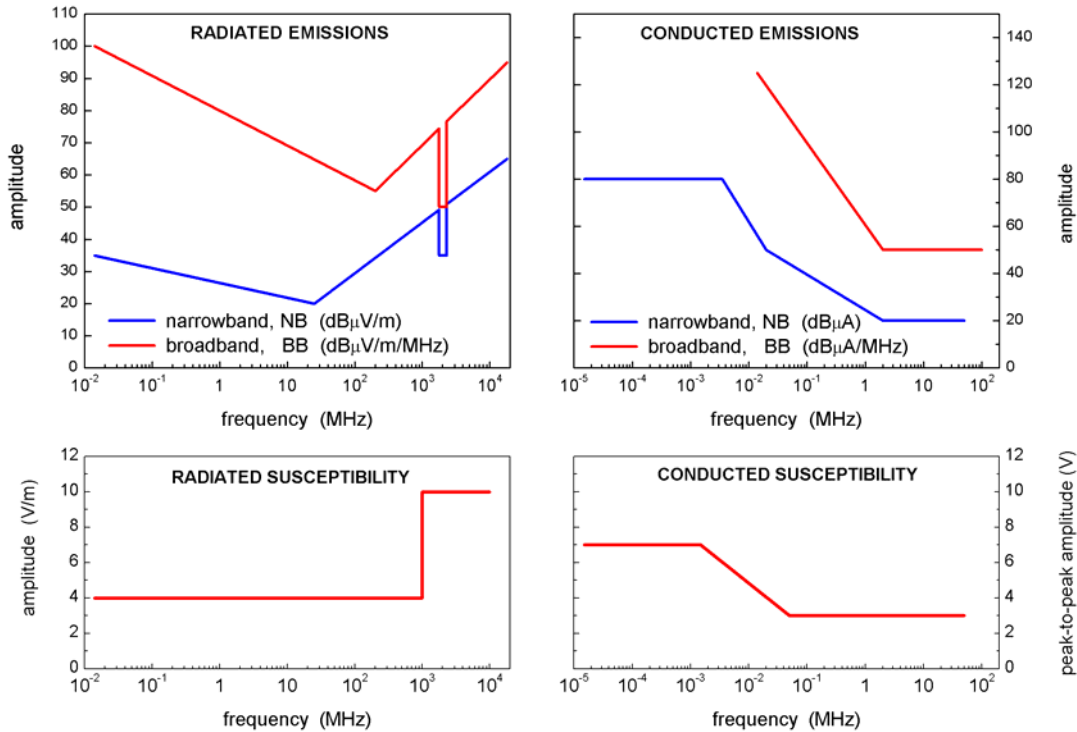 RADIATED EMISSIONS
110
100
90
80
70
60
50
40
30
20
10
0
amplitude
narrowband, NB (dBμV/m)
broadband, BB (dBμV/m/MHz)
10⁻² 10⁻¹ 1 10¹ 10² 10³ 10⁴
frequency (MHz)
CONDUCTED EMISSIONS
140
120
100
80
60
40
20
0
amplitude
narrowband, NB (dBμA)
broadband, BB (dBμA/MHz)
10⁻⁵ 10⁻⁴ 10⁻³ 10⁻² 10⁻¹ 1 10¹ 10²
frequency (MHz)
RADIATED SUSCEPTIBILITY
12
10
8
6
4
2
0
amplitude (V/m)
10⁻² 10⁻¹ 1 10¹ 10² 10³ 10⁴
frequency (MHz)
CONDUCTED SUSCEPTIBILITY
12
10
8
6
4
2
0
peak-to-peak amplitude (V)
10⁻⁵ 10⁻⁴ 10⁻³ 10⁻² 10⁻¹ 1 10¹ 10²
frequency (MHz)